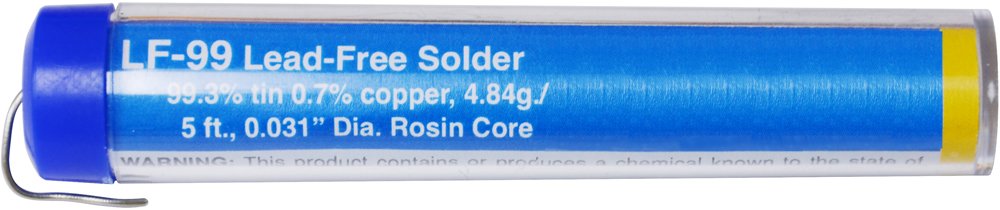 LF-99 Lead-Free Solder
99.3% tin 0.7% copper, 4.84g./
5 ft., 0.031” Dia. Rosin Core
WARNING: This product contains or produces a chemical known to the state of